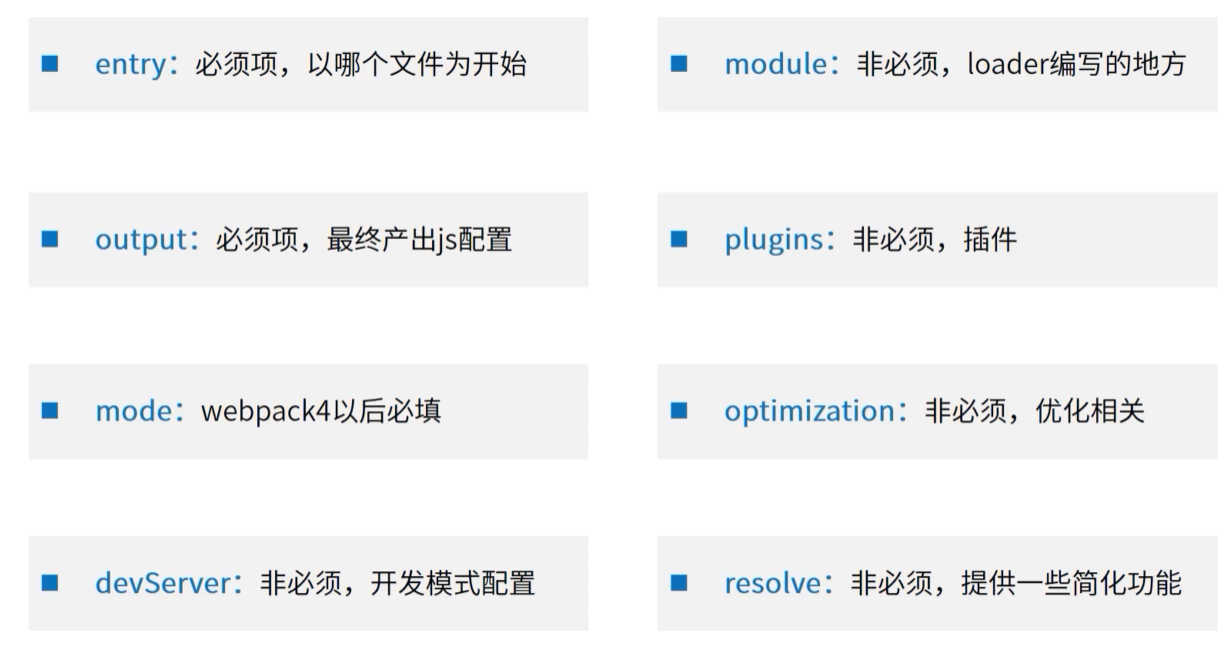 entry：必须项，以哪个文件为开始
module：非必须，loader编写的地方
output：必须项，最终产出js配置
plugins：非必须，插件
mode：webpack4以后必填
optimization：非必须，优化相关
devServer：非必须，开发模式配置
resolve：非必须，提供一些简化功能